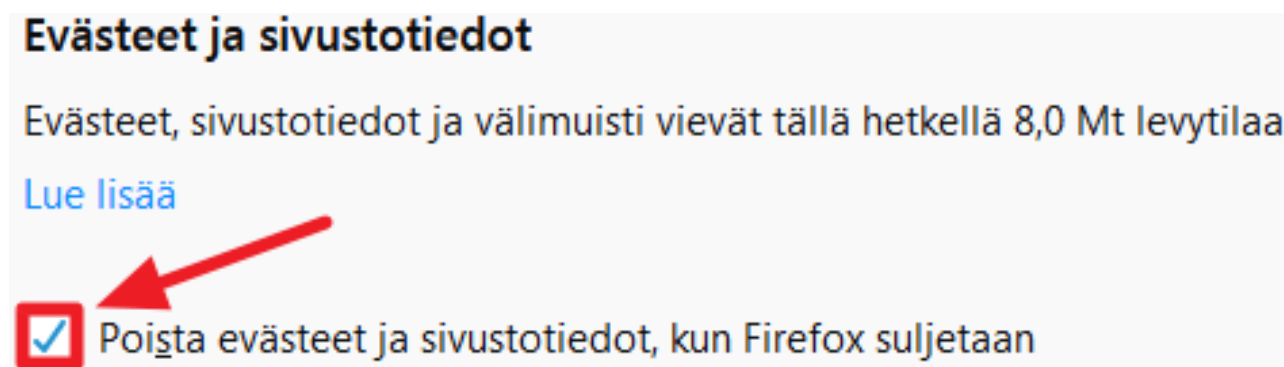 Evästeet ja sivustotiedot
Evästeet, sivustotiedot ja välimuisti vievät tällä hetkellä 8,0 Mt levytilaa
Lue lisää
Poista evästeet ja sivustotiedot, kun Firefox suljetaan